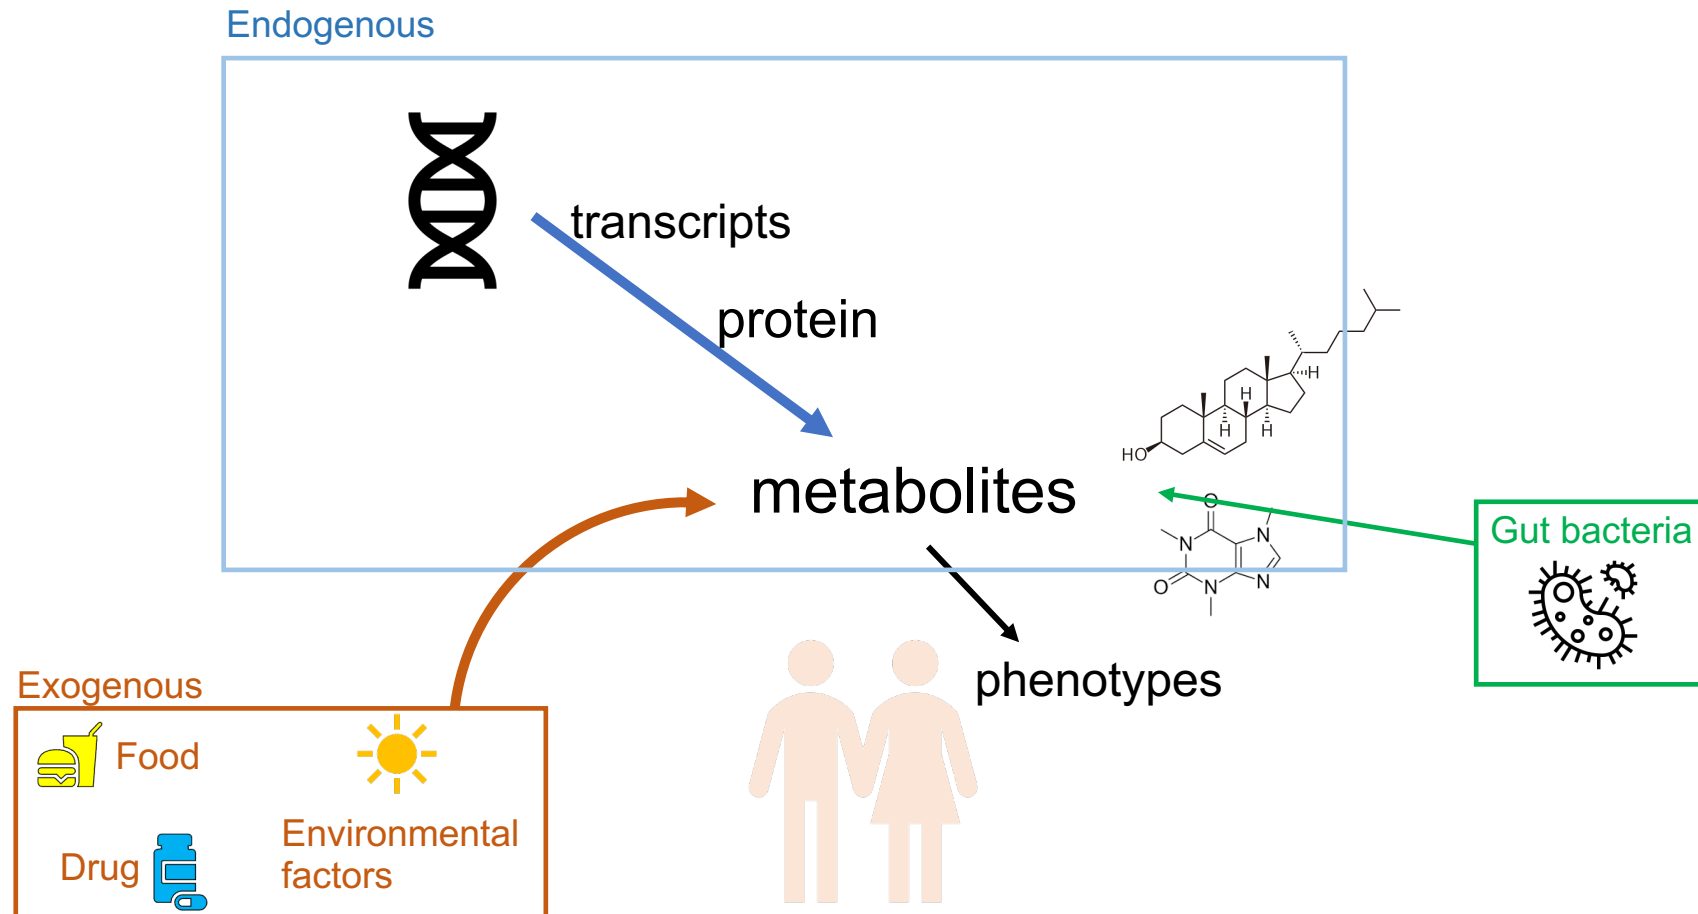 Endogenous
transcripts
protein
H
H
H
H
HO
metabolites
O
N
N
O
N
N
Gut bacteria
phenotypes
Exogenous
Food
Environmental
factors
Drug